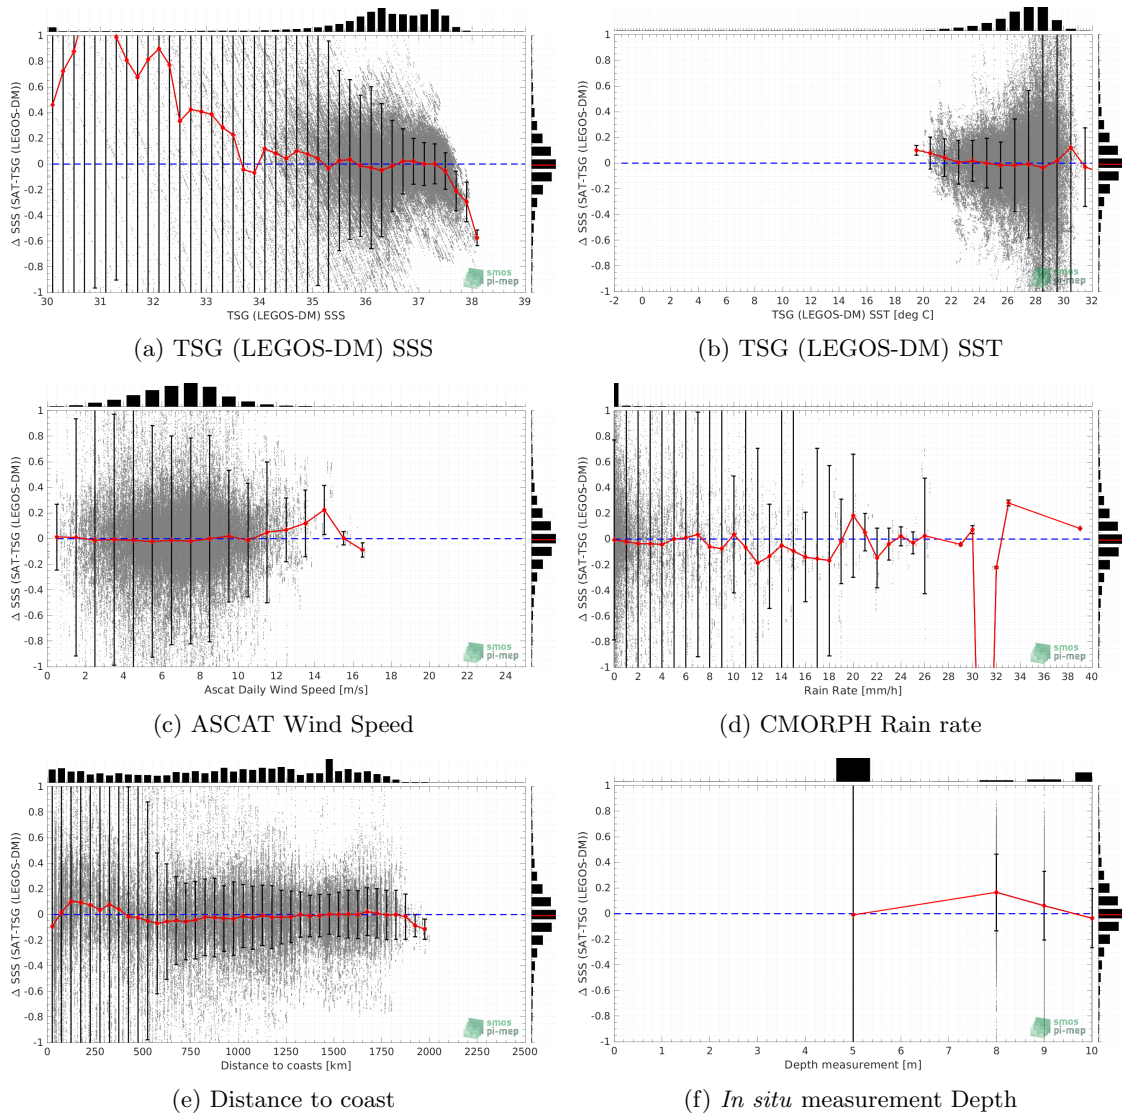 1
0.8
0.6
0.4
0.2
0
-0.2
-0.4
-0.6
-0.8
-1
Δ SSS (SAT-TSG (LEGOS-DM))
30 31 32 33 34 35 36 37 38 39
TSG (LEGOS-DM) SSS
smos
pi-mep
(a) TSG (LEGOS-DM) SSS
1
0.8
0.6
0.4
0.2
0
-0.2
-0.4
-0.6
-0.8
-1
Δ SSS (SAT-TSG (LEGOS-DM))
-2 0 2 4 6 8 10 12 14 16 18 20 22 24 26 28 30 32
TSG (LEGOS-DM) SST [deg C]
smos
pi-mep
(b) TSG (LEGOS-DM) SST
1
0.8
0.6
0.4
0.2
0
-0.2
-0.4
-0.6
-0.8
-1
Δ SSS (SAT-TSG (LEGOS-DM))
0 2 4 6 8 10 12 14 16 18 20 22 24
Ascat Daily Wind Speed [m/s]
smos
pi-mep
(c) ASCAT Wind Speed
1
0.8
0.6
0.4
0.2
0
-0.2
-0.4
-0.6
-0.8
-1
Δ SSS (SAT-TSG (LEGOS-DM))
0 2 4 6 8 10 12 14 16 18 20 22 24 26 28 30 32 34 36 38 40
Rain Rate [mm/h]
smos
pi-mep
(d) CMORPH Rain rate
1
0.8
0.6
0.4
0.2
0
-0.2
-0.4
-0.6
-0.8
-1
Δ SSS (SAT-TSG (LEGOS-DM))
0 250 500 750 1000 1250 1500 1750 2000 2250 2500
Distance to coasts [km]
smos
pi-mep
(e) Distance to coast
1
0.8
0.6
0.4
0.2
0
-0.2
-0.4
-0.6
-0.8
-1
Δ SSS (SAT-TSG (LEGOS-DM))
0 1 2 3 4 5 6 7 8 9 10
Depth measurement [m]
smos
pi-mep
(f) In situ measurement Depth